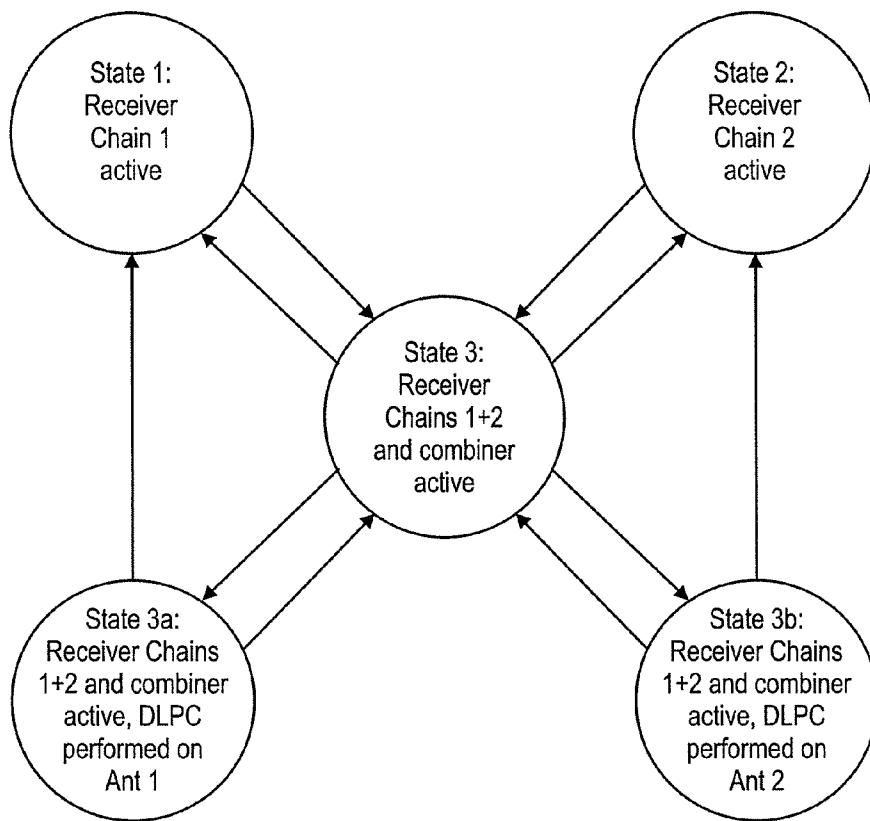 State 1:
Receiver
Chain 1
active
State 2:
Receiver
Chain 2
active
State 3:
Receiver
Chains 1+2
and combiner
active
State 3a:
Receiver Chains
1+2 and combiner
active, DLPC
performed on
Ant 1
State 3b:
Receiver Chains
1+2 and combiner
active, DLPC
performed on
Ant 2